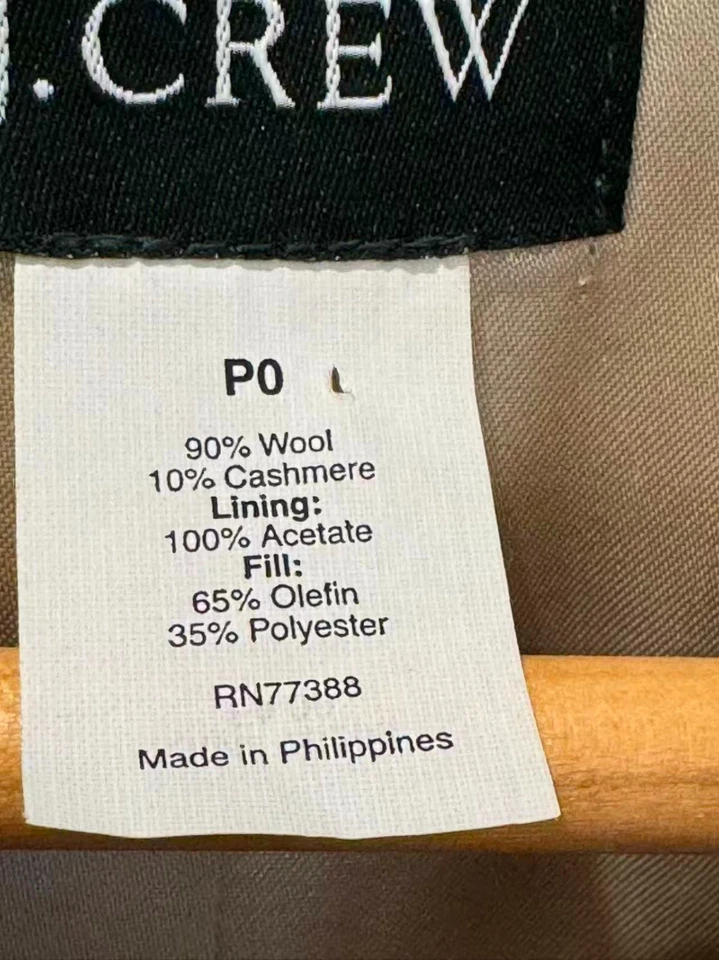 J.CREW
P0
90% Wool
10% Cashmere
Lining:
100% Acetate
Fill:
65% Olefin
35% Polyester
RN77388
Made in Philippines